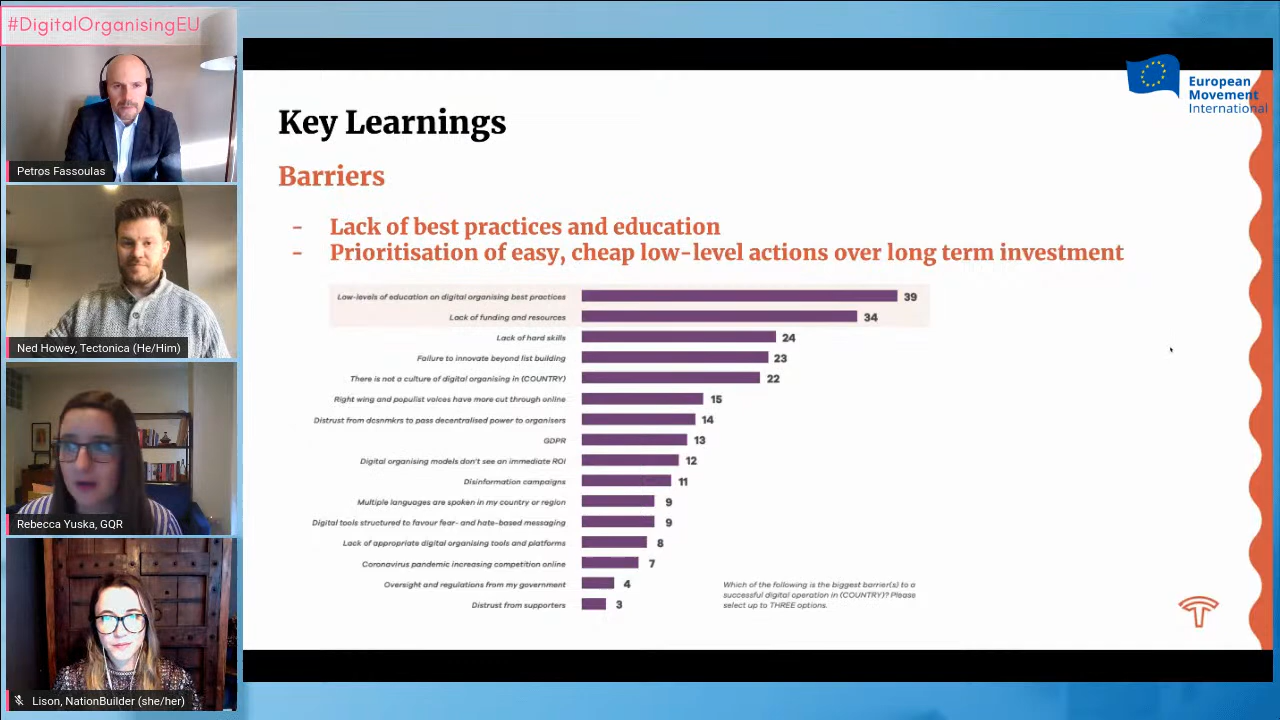 #DigitalOrganisingEU
Petros Fassoulas
Ned Howey, Tectonica (He/Him)
Rebecca Yuska, GQR
Lison, NationBuilder (she/her)
European
Movement
International
Key Learnings
Barriers
- Lack of best practices and education
- Prioritisation of easy, cheap low-level actions over long term investment
Low-levels of education on digital organising best practices 39
Lack of funding and resources 34
Lack of hard skills 24
Failure to innovate beyond list building 23
There is not a culture of digital organising in (COUNTRY) 22
Right wing and populist voices have more cut through online 15
Distrust from dcsnmkrs to pass decentralised power to organisers 14
GDPR 13
Digital organising models don't see an immediate ROI 12
Disinformation campaigns 11
Multiple languages are spoken in my country or region 9
Digital tools structured to favour fear- and hate-based messaging 9
Lack of appropriate digital organising tools and platforms 8
Coronavirus pandemic increasing competition online 7
Oversight and regulations from my government 4
Distrust from supporters 3
Which of the following is the biggest barrier(s) to a
successful digital operation in (COUNTRY)? Please
select up to THREE options.